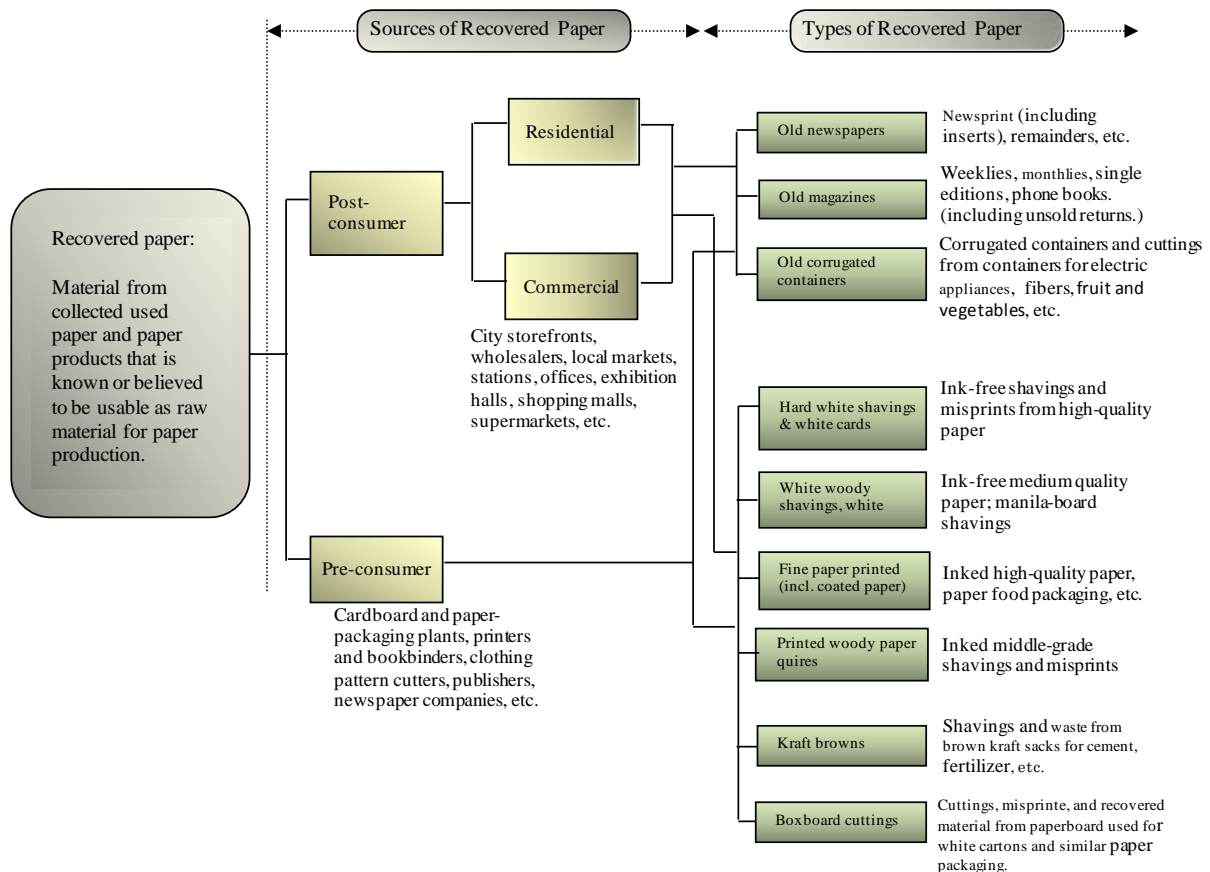 Sources of Recovered Paper
Types of Recovered Paper
Recovered paper:
Material from
collected used
paper and paper
products that is
known or believed
to be usable as raw
material for paper
production.
Post-
consumer
Residential
Commercial
City storefronts,
wholesalers, local markets,
stations, offices, exhibition
halls, shopping malls,
supermarkets, etc.
Pre-consumer
Cardboard and paper-
packaging plants, printers
and bookbinders, clothing
pattern cutters, publishers,
newspaper companies, etc.
Old newspapers
Newsprint (including
inserts), remainders, etc.
Old magazines
Weeklies, monthlies, single
editions, phone books.
(including unsold returns.)
Old corrugated
containers
Corrugated containers and cuttings
from containers for electric
appliances, fibers, fruit and
vegetables, etc.
Hard white shavings
& white cards
Ink-free shavings and
misprints from high-quality
paper
White woody
shavings, white
Ink-free medium quality
paper; manila-board
shavings
Fine paper printed
(incl. coated paper)
Inked high-quality paper,
paper food packaging, etc.
Printed woody paper
quires
Inked middle-grade
shavings and misprints
Kraft browns
Shavings and waste from
brown kraft sacks for cement,
fertilizer, etc.
Boxboard cuttings
Cuttings, misprinte, and recovered
material from paperboard used for
white cartons and similar paper
packaging.